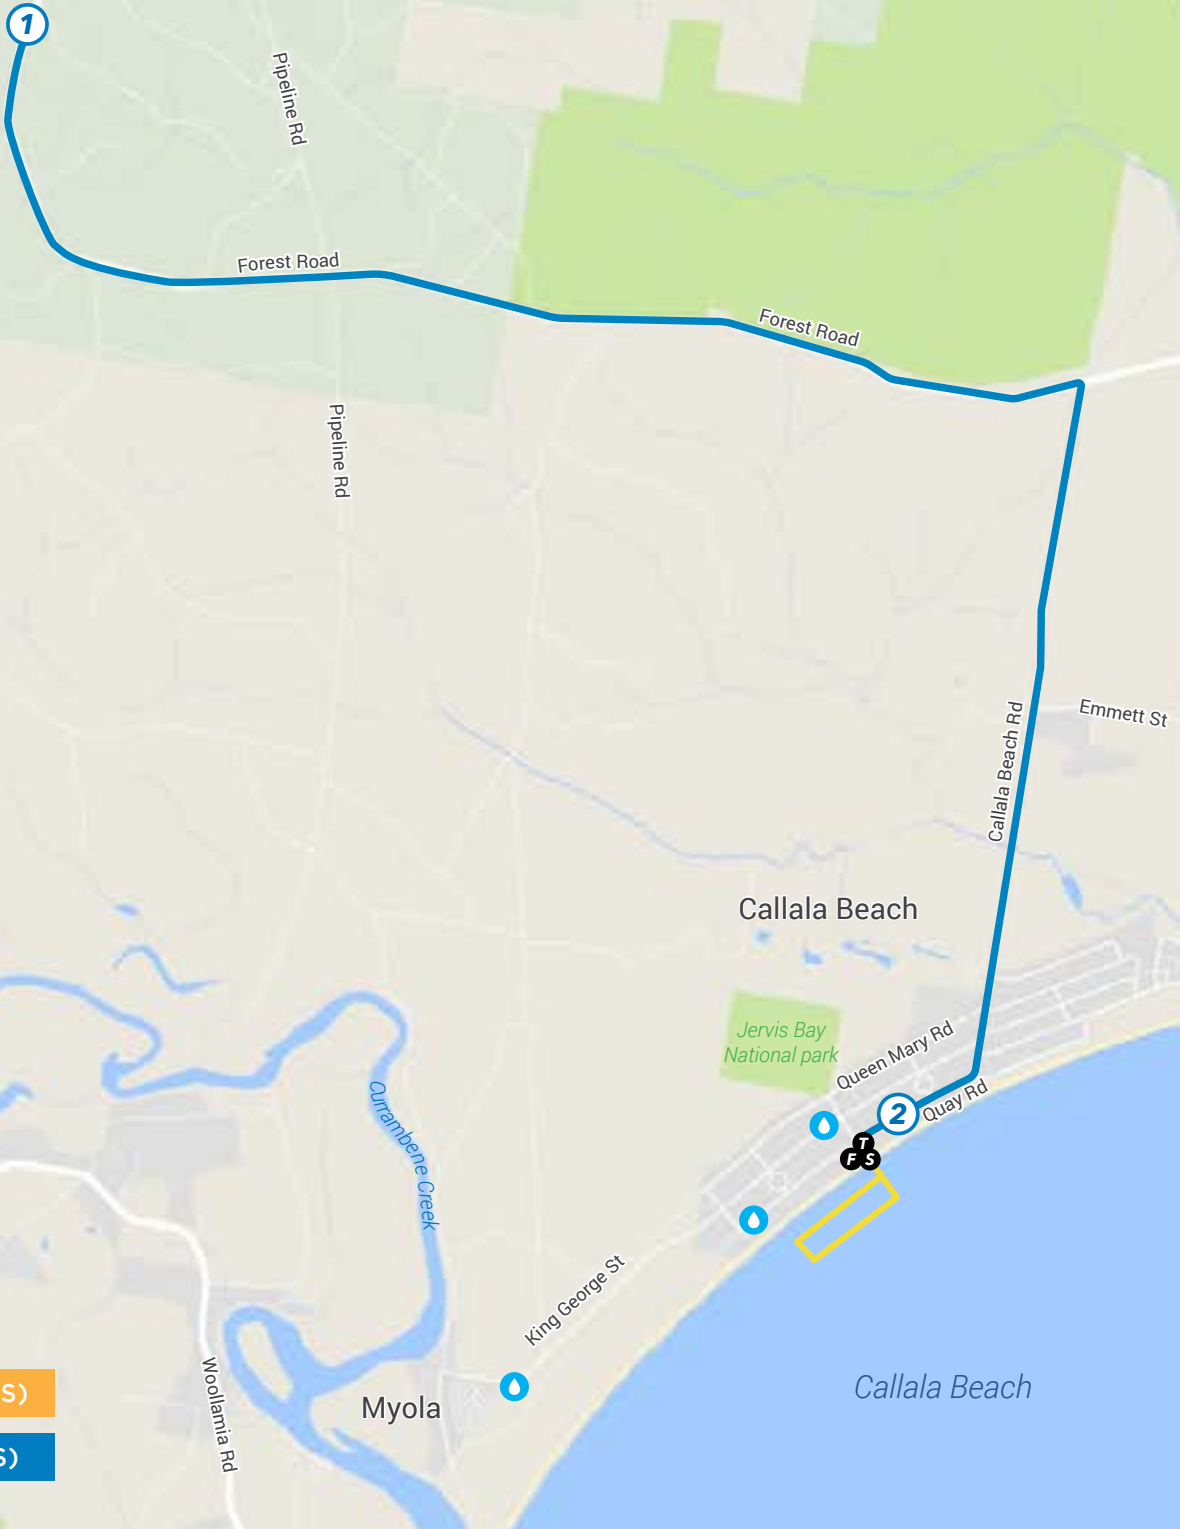 1
Pipeline Rd
Forest Road
Forest Road
Pipeline Rd
Emmett St
Callala Beach Rd
Callala Beach
Jervis Bay
National park
Queen Mary Rd
Quay Rd
2
T
F S
Currambene Creek
King George St
Woollamia Rd
Myola
Callala Beach
S)
S)